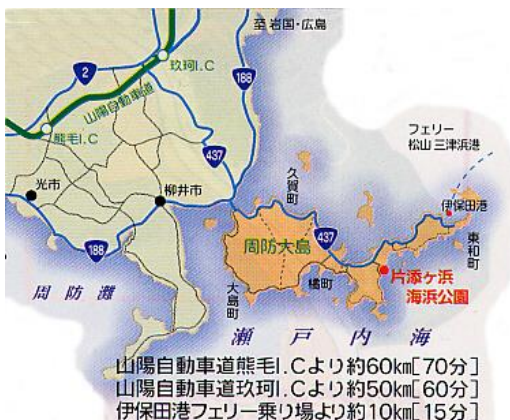 至 岩国・広島
2
玖珂I.C
188
山陽自動車道
熊毛I.C
437
フェリー
松山 三津浜港
久賀町
光市
柳井市
伊保田港
周防大島
437
東和町
188
片添ヶ浜
海浜公園
周防灘
大島町
橘町
瀬戸内海
山陽自動車道熊毛I.Cより約60km[70分]
山陽自動車道玖珂I.Cより約50km[60分]
伊保田港フェリー乗り場より約10km[15分]